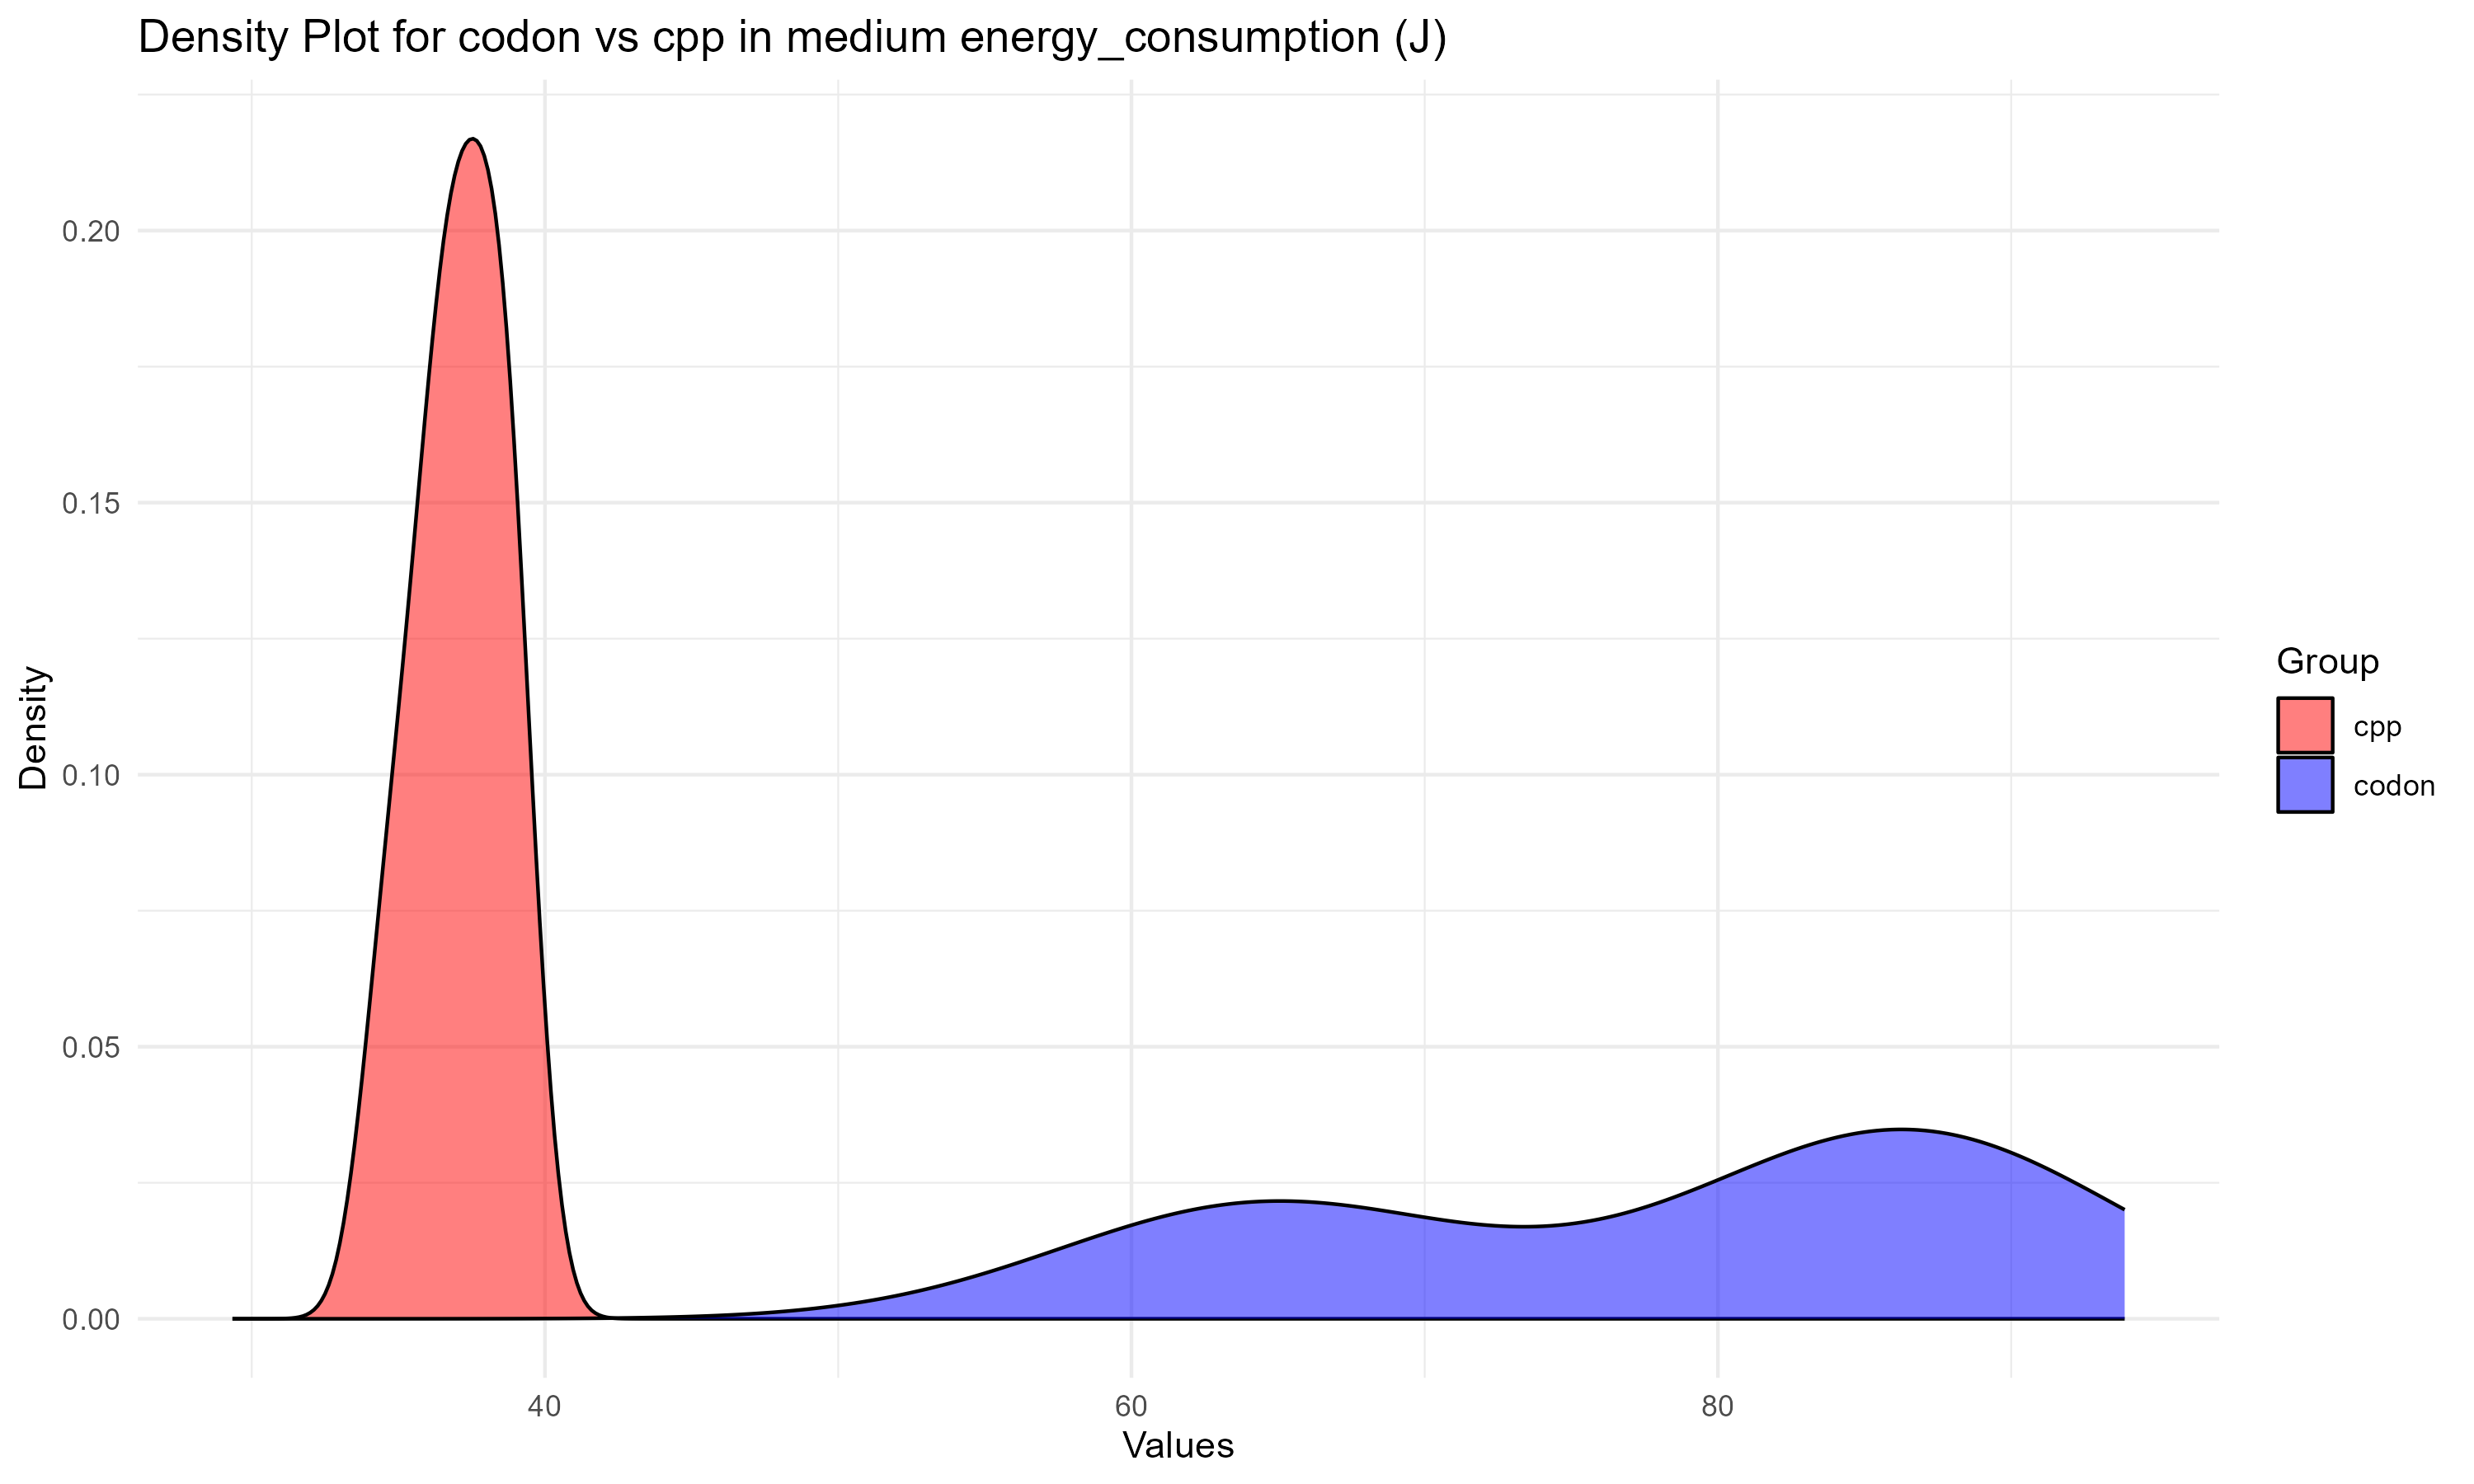 Density Plot for codon vs cpp in medium energy_consumption (J)
Density
0.20
0.15
0.10
0.05
0.00
40
60
80
Values
Group
cpp
codon